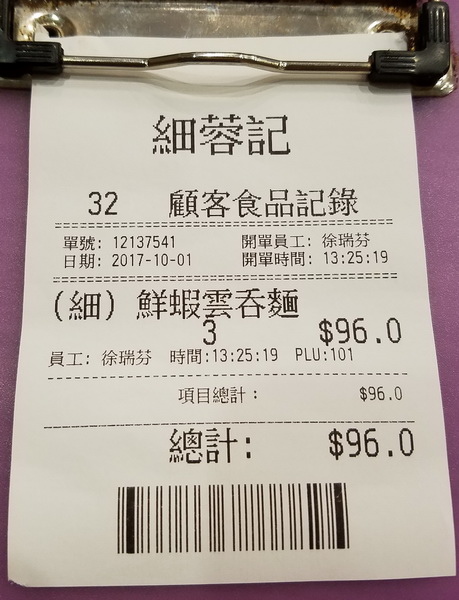 細蓉記
32 顧客食品記錄
單號: 12137541 開單員工: 徐瑞芬
日期: 2017-10-01 開單時間: 13:25:19
(細) 鮮蝦雲吞麵
3 $96.0
員工: 徐瑞芬 時間:13:25:19 PLU:101
項目總計: $96.0
總計: $96.0